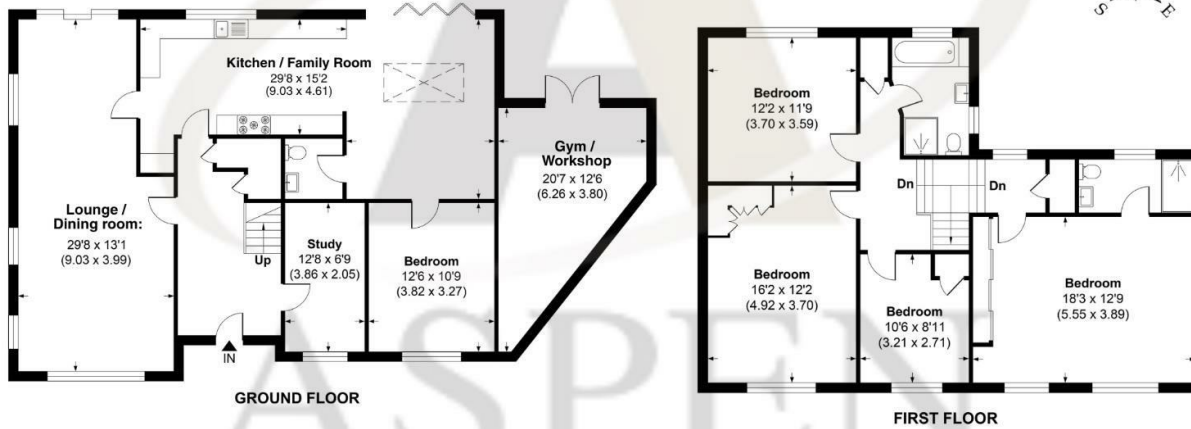 S
E
Kitchen / Family Room
29'8 x 15'2
(9.03 x 4.61)
Gym /
Workshop
20'7 x 12'6
(6.26 x 3.80)
Lounge /
Dining room:
29'8 x 13'1
(9.03 x 3.99)
Up
Study
12'8 x 6'9
(3.86 x 2.05)
Bedroom
12'6 x 10'9
(3.82 x 3.27)
IN
GROUND FLOOR
Bedroom
12'2 x 11'9
(3.70 x 3.59)
Dn
Dn
Bedroom
16'2 x 12'2
(4.92 x 3.70)
Bedroom
10'6 x 8'11
(3.21 x 2.71)
Bedroom
18'3 x 12'9
(5.55 x 3.89)
FIRST FLOOR
ASPEN